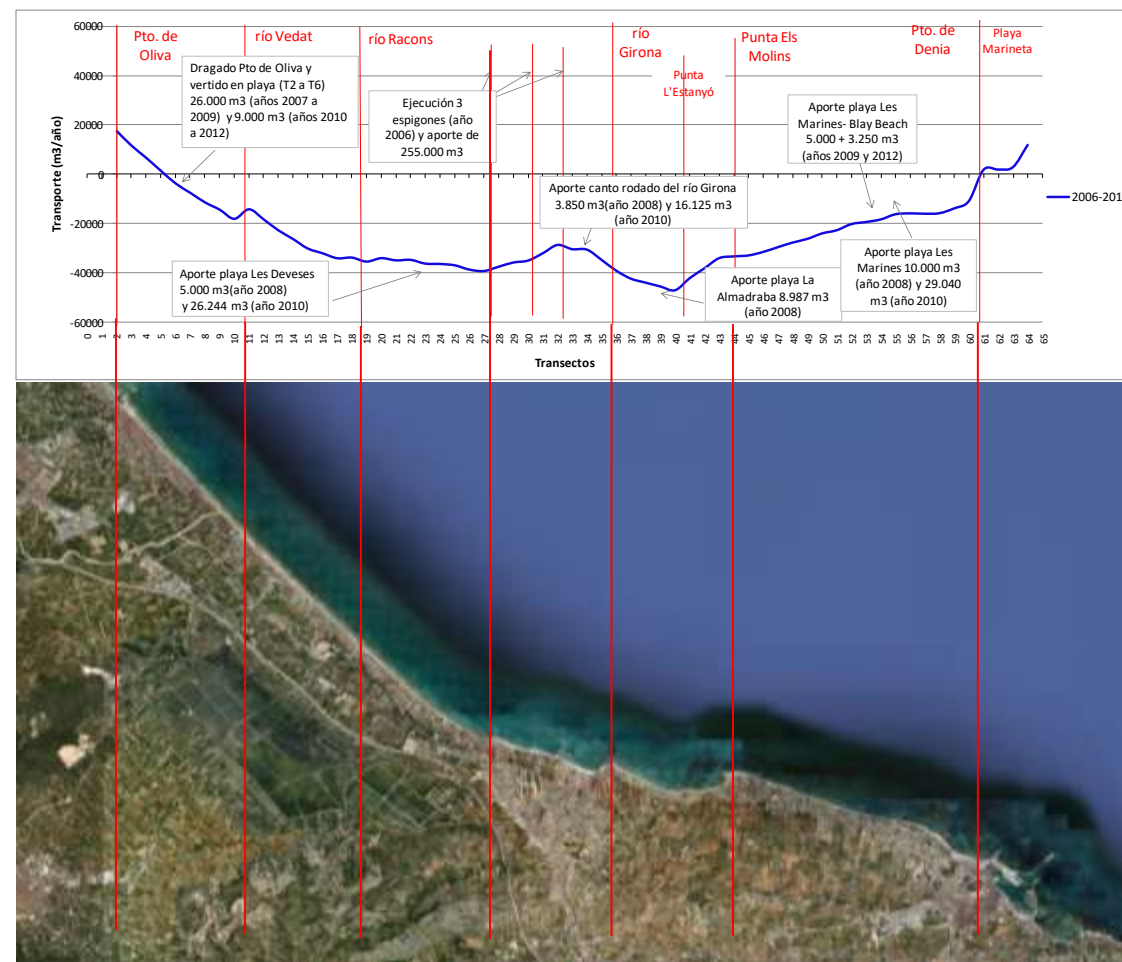 60000
40000
20000
0
-20000
-40000
-60000
Transporte (m3/año)
Pto. de
Oliva
río Vedat
río Racons
río
Girona
Punta
L'Estanyó
Punta Els
Molins
Pto. de
Denia
Playa
Marineta
Dragado Pto de Oliva y
vertido en playa (T2 a T6)
26.000 m3 (años 2007 a
2009) y 9.000 m3 (años 2010
a 2012)
Ejecución 3
espigones (año
2006) y aporte de
255.000 m3
Aporte playa Les
Marines- Blay Beach
5.000 + 3.250 m3
(años 2009 y 2012)
Aporte canto rodado del río Girona
3.850 m3(año 2008) y 16.125 m3
(año 2010)
2006-201
Aporte playa Les Deveses
5.000 m3(año 2008)
y 26.244 m3 (año 2010)
Aporte playa La
Almadraba 8.987 m3
(año 2008)
Aporte playa Les
Marines 10.000 m3
(año 2008) y 29.040
m3 (año 2010)
0 1 2 3 4 5 6 7 8 9 10 11 12 13 14 15 16 17 18 19 20 21 22 23 24 25 26 27 28 29 30 31 32 33 34 35 36 37 38 39 40 41 42 43 44 45 46 47 48 49 50 51 52 53 54 55 56 57 58 59 60 61 62 63 64 65
Transectos